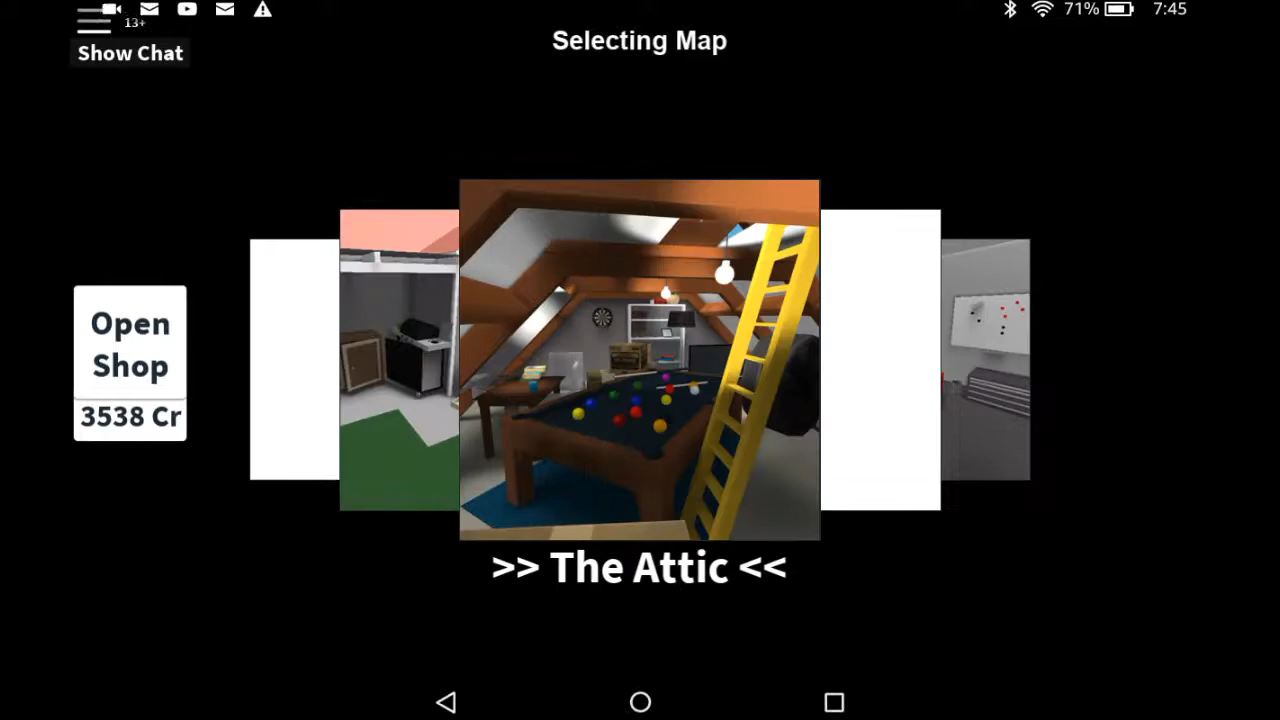 71% 7:45
13+
Show Chat
Selecting Map
Open
Shop
3538 Cr
>> The Attic <<